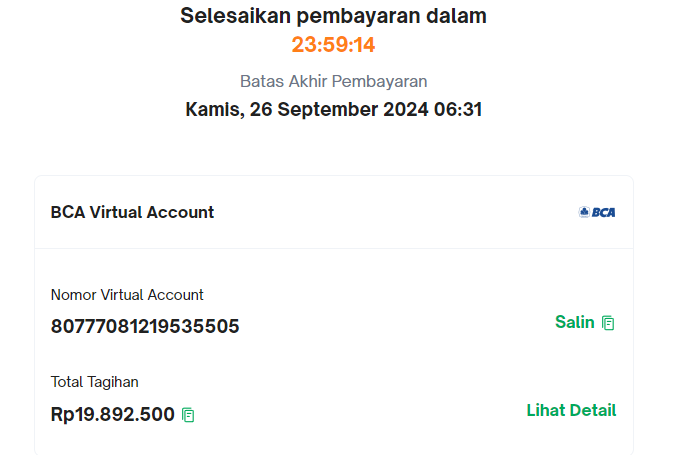 Selesaikan pembayaran dalam
23:59:14
Batas Akhir Pembayaran
Kamis, 26 September 2024 06:31
BCA Virtual Account
BCA
Nomor Virtual Account
80777081219535505
Salin
Total Tagihan
Rp19.892.500
Lihat Detail